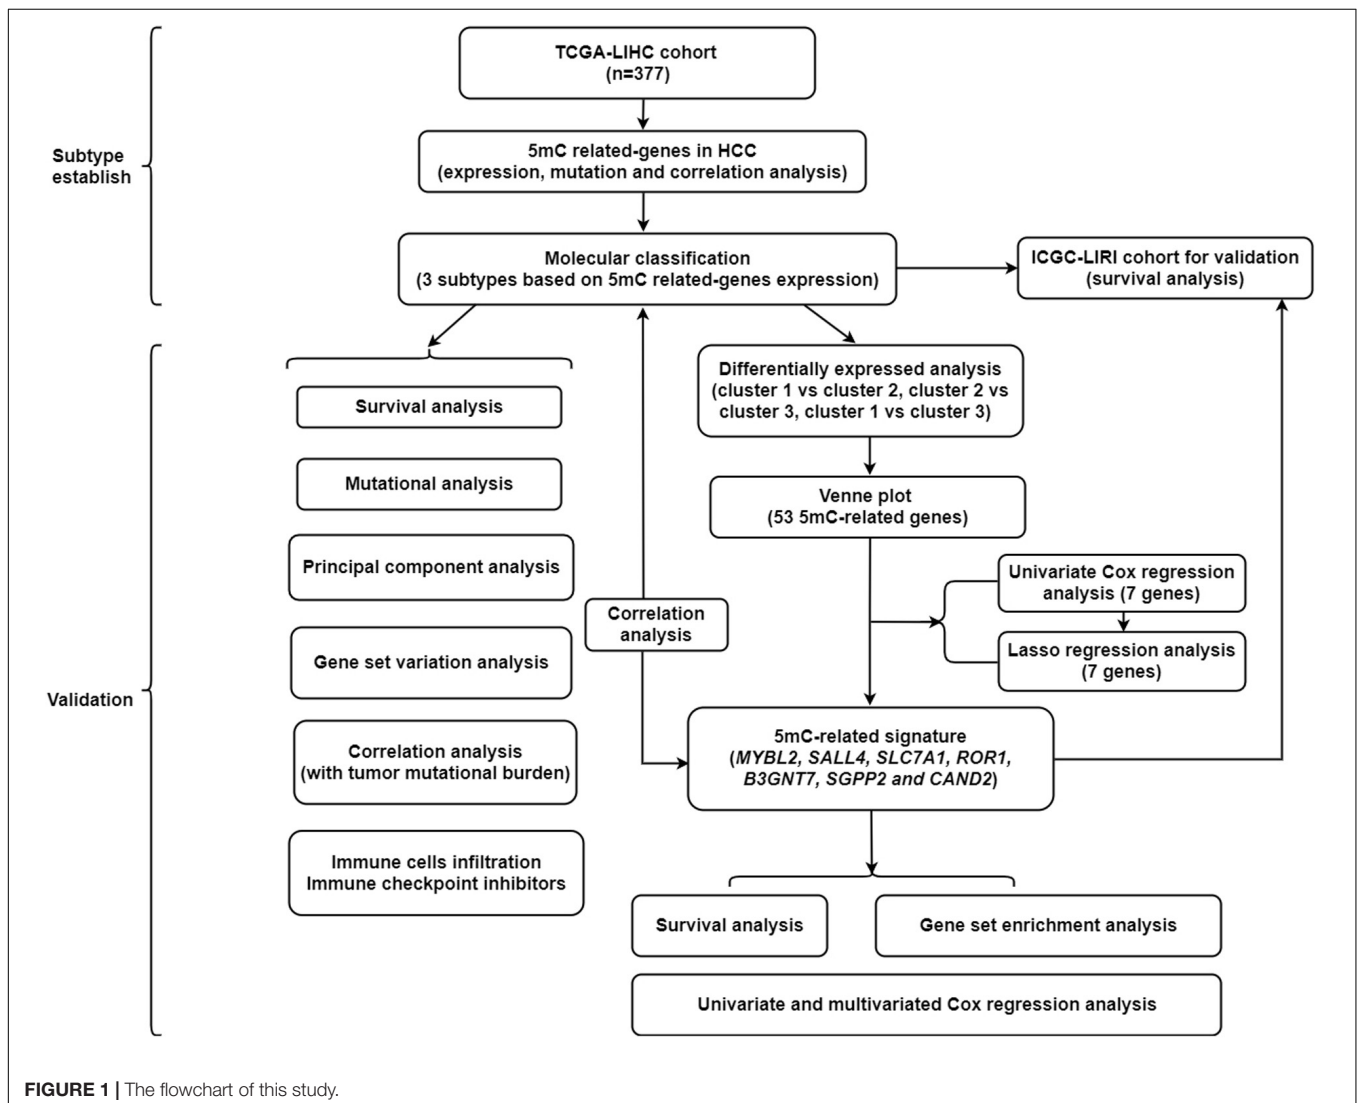 TCGA-LIHC cohort
(n=377)
Subtype
establish
5mC related-genes in HCC
(expression, mutation and correlation analysis)
Molecular classification
(3 subtypes based on 5mC related-genes expression)
ICGC-LIRI cohort for validation
(survival analysis)
Validation
Survival analysis
Mutational analysis
Principal component analysis
Gene set variation analysis
Correlation analysis
(with tumor mutational burden)
Immune cells infiltration
Immune checkpoint inhibitors
Correlation
analysis
Differentially expressed analysis
(cluster 1 vs cluster 2, cluster 2 vs
cluster 3, cluster 1 vs cluster 3)
Venne plot
(53 5mC-related genes)
Univariate Cox regression
analysis (7 genes)
Lasso regression analysis
(7 genes)
5mC-related signature
(MYBL2, SALL4, SLC7A1, ROR1,
B3GNT7, SGPP2 and CAND2)
Survival analysis
Gene set enrichment analysis
Univariate and multivariated Cox regression analysis
FIGURE 1 | The flowchart of this study.